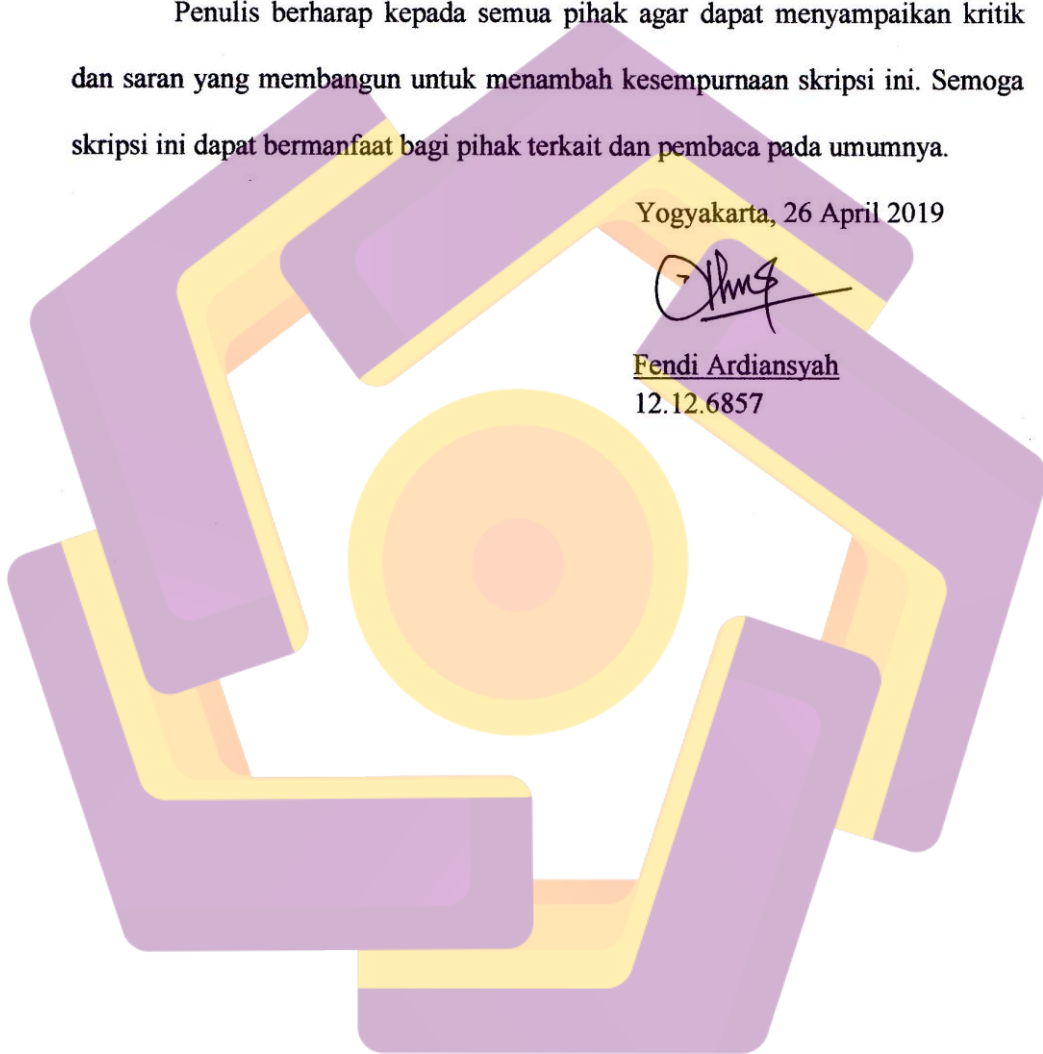 Penulis berharap kepada semua pihak agar dapat menyampaikan kritik
dan saran yang membangun untuk menambah kesempurnaan skripsi ini. Semoga
skripsi ini dapat bermanfaat bagi pihak terkait dan pembaca pada umumnya.
Yogyakarta, 26 April 2019
Fendi Ardiansyah
12.12.6857